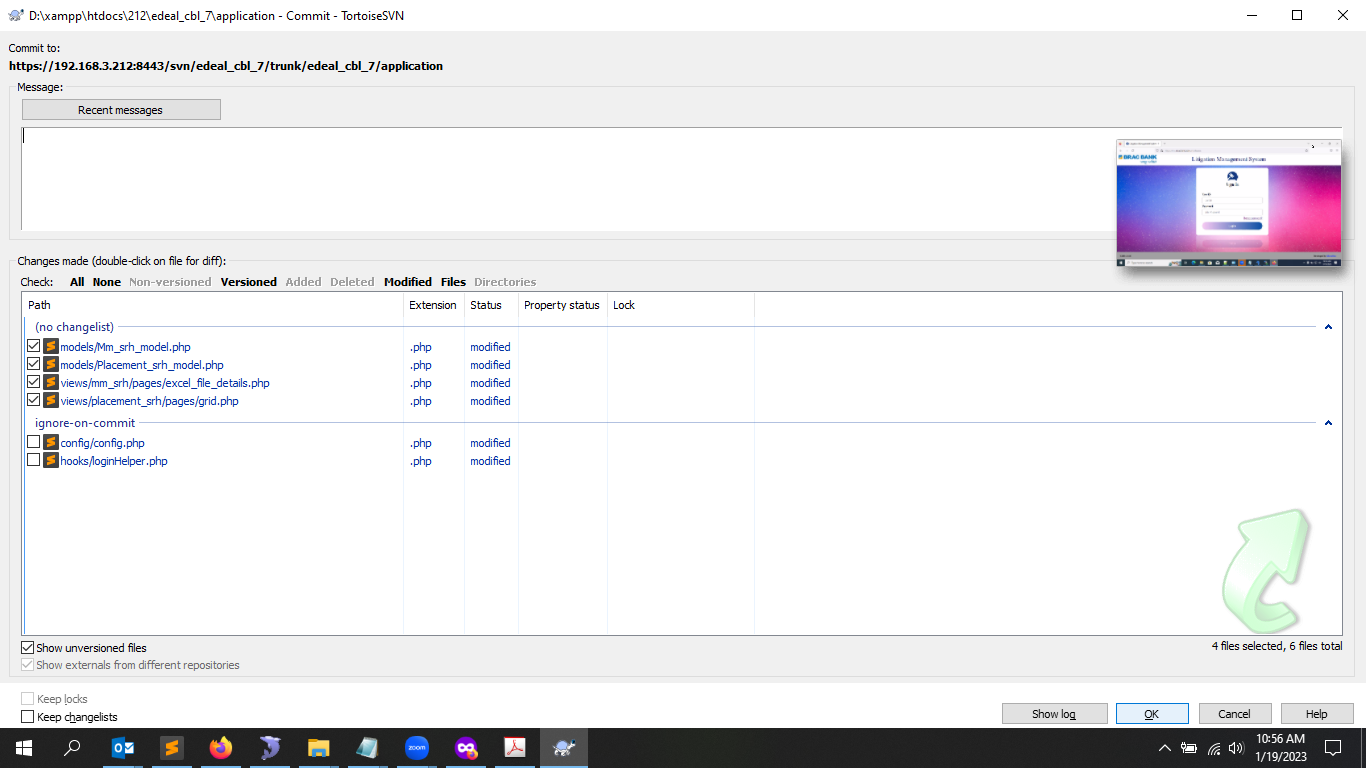 D:\xampp\htdocs\212\edeal_cbl_7\application - Commit - TortoiseSVN
Commit to:
https://192.168.3.212:8443/svn/edeal_cbl_7/trunk/edeal_cbl_7/application
Message:
Recent messages
BRAC BANK
Litigation Management System
Sign In
Changes made (double-click on file for diff):
Check: All None Non-versioned Versioned Added Deleted Modified Files Directories
Path Extension Status Property status Lock
(no changelist)
models/Mm_srh_model.php .php modified
models/Placement_srh_model.php .php modified
views/mm_srh/pages/excel_file_details.php .php modified
views/placement_srh/pages/grid.php .php modified
ignore-on-commit
config/config.php .php modified
hooks/loginHelper.php .php modified
Show unversioned files
4 files selected, 6 files total
Show externals from different repositories
Keep locks
Keep changelists
Show log OK Cancel Help
zoom
10:56 AM
1/19/2023